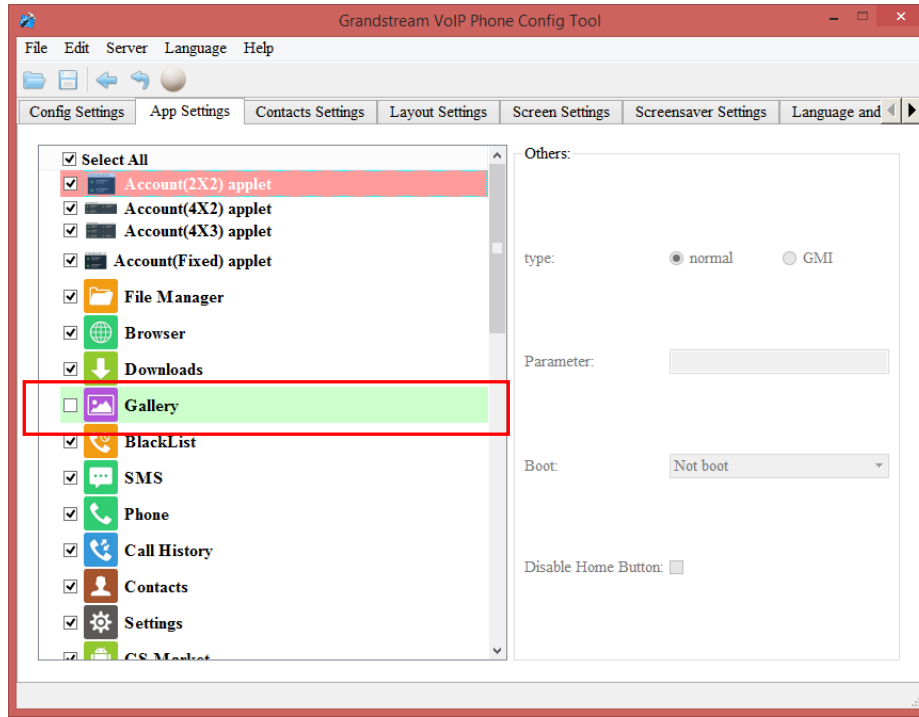 Grandstream VoIP Phone Config Tool
File Edit Server Language Help
Config Settings App Settings Contacts Settings Layout Settings Screen Settings Screensaver Settings Language and
Select All
Account(2X2) applet
Account(4X2) applet
Account(4X3) applet
Account(Fixed) applet
File Manager
Browser
Downloads
Gallery
BlackList
SMS
Phone
Call History
Contacts
Settings
GS Market
Others:
type: normal GMI
Parameter:
Boot: Not boot
Disable Home Button: